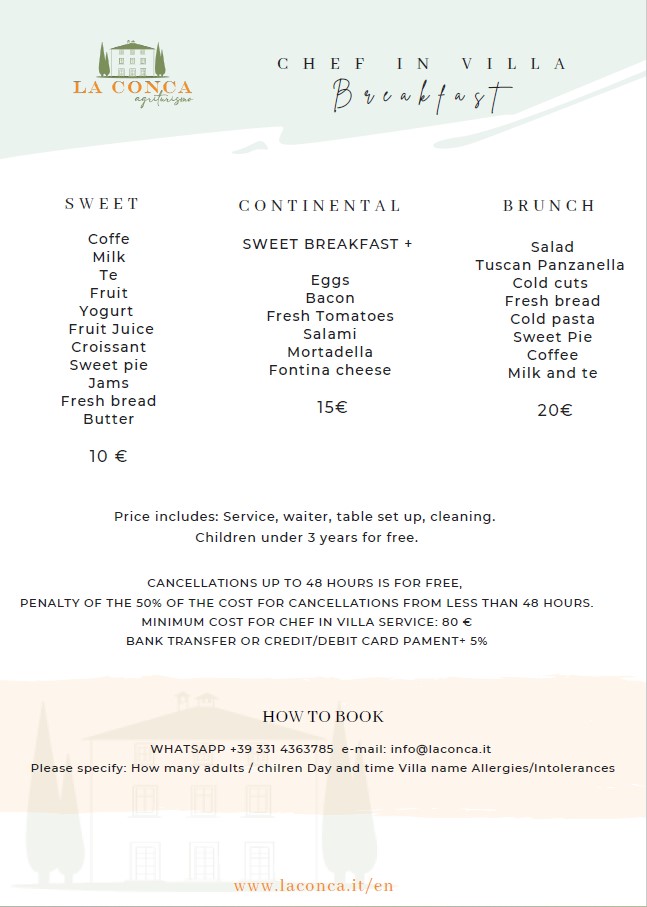 LA CONCA
agriturismo
CHEF IN VILLA
Breakfast
SWEET
Coffe
Milk
Te
Fruit
Yogurt
Fruit Juice
Croissant
Sweet pie
Jams
Fresh bread
Butter
10 €
CONTINENTAL
SWEET BREAKFAST +
Eggs
Bacon
Fresh Tomatoes
Salami
Mortadella
Fontina cheese
15€
BRUNCH
Salad
Tuscan Panzanella
Cold cuts
Fresh bread
Cold pasta
Sweet Pie
Coffee
Milk and te
20€
Price includes: Service, waiter, table set up, cleaning.
Children under 3 years for free.
CANCELLATIONS UP TO 48 HOURS IS FOR FREE,
PENALTY OF THE 50% OF THE COST FOR CANCELLATIONS FROM LESS THAN 48 HOURS.
MINIMUM COST FOR CHEF IN VILLA SERVICE: 80 €
BANK TRANSFER OR CREDIT/DEBIT CARD PAMENT+ 5%
HOW TO BOOK
WHATSAPP +39 331 4363785 e-mail: info@laconca.it
Please specify: How many adults / chilren Day and time Villa name Allergies/Intolerances
www.laconca.it/en